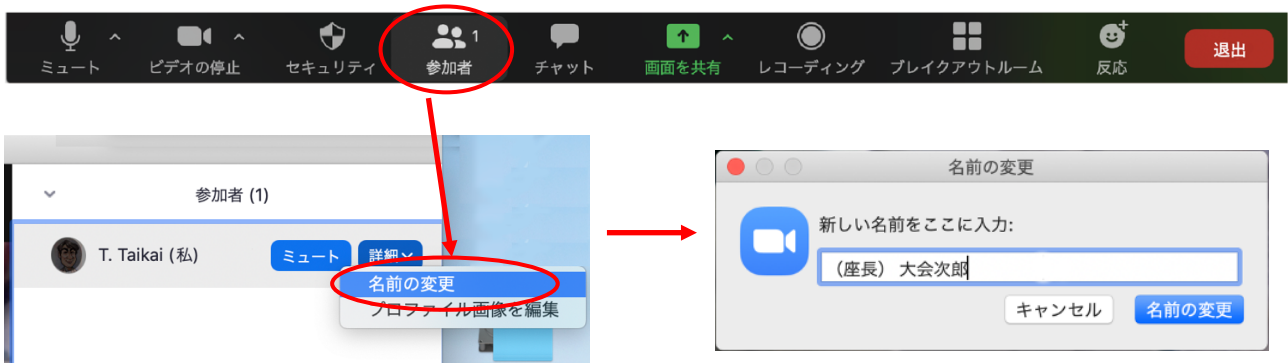 1
ミュート
ビデオの停止
セキュリティ
参加者
チャット
画面を共有
レコーディング
ブレイクアウトルーム
反応
退出
参加者 (1)
T. Taikai (私)
ミュート
詳細
名前の変更
プロファイル画像を編集
名前の変更
新しい名前をここに入力:
（座長） 大会次郎
キャンセル
名前の変更